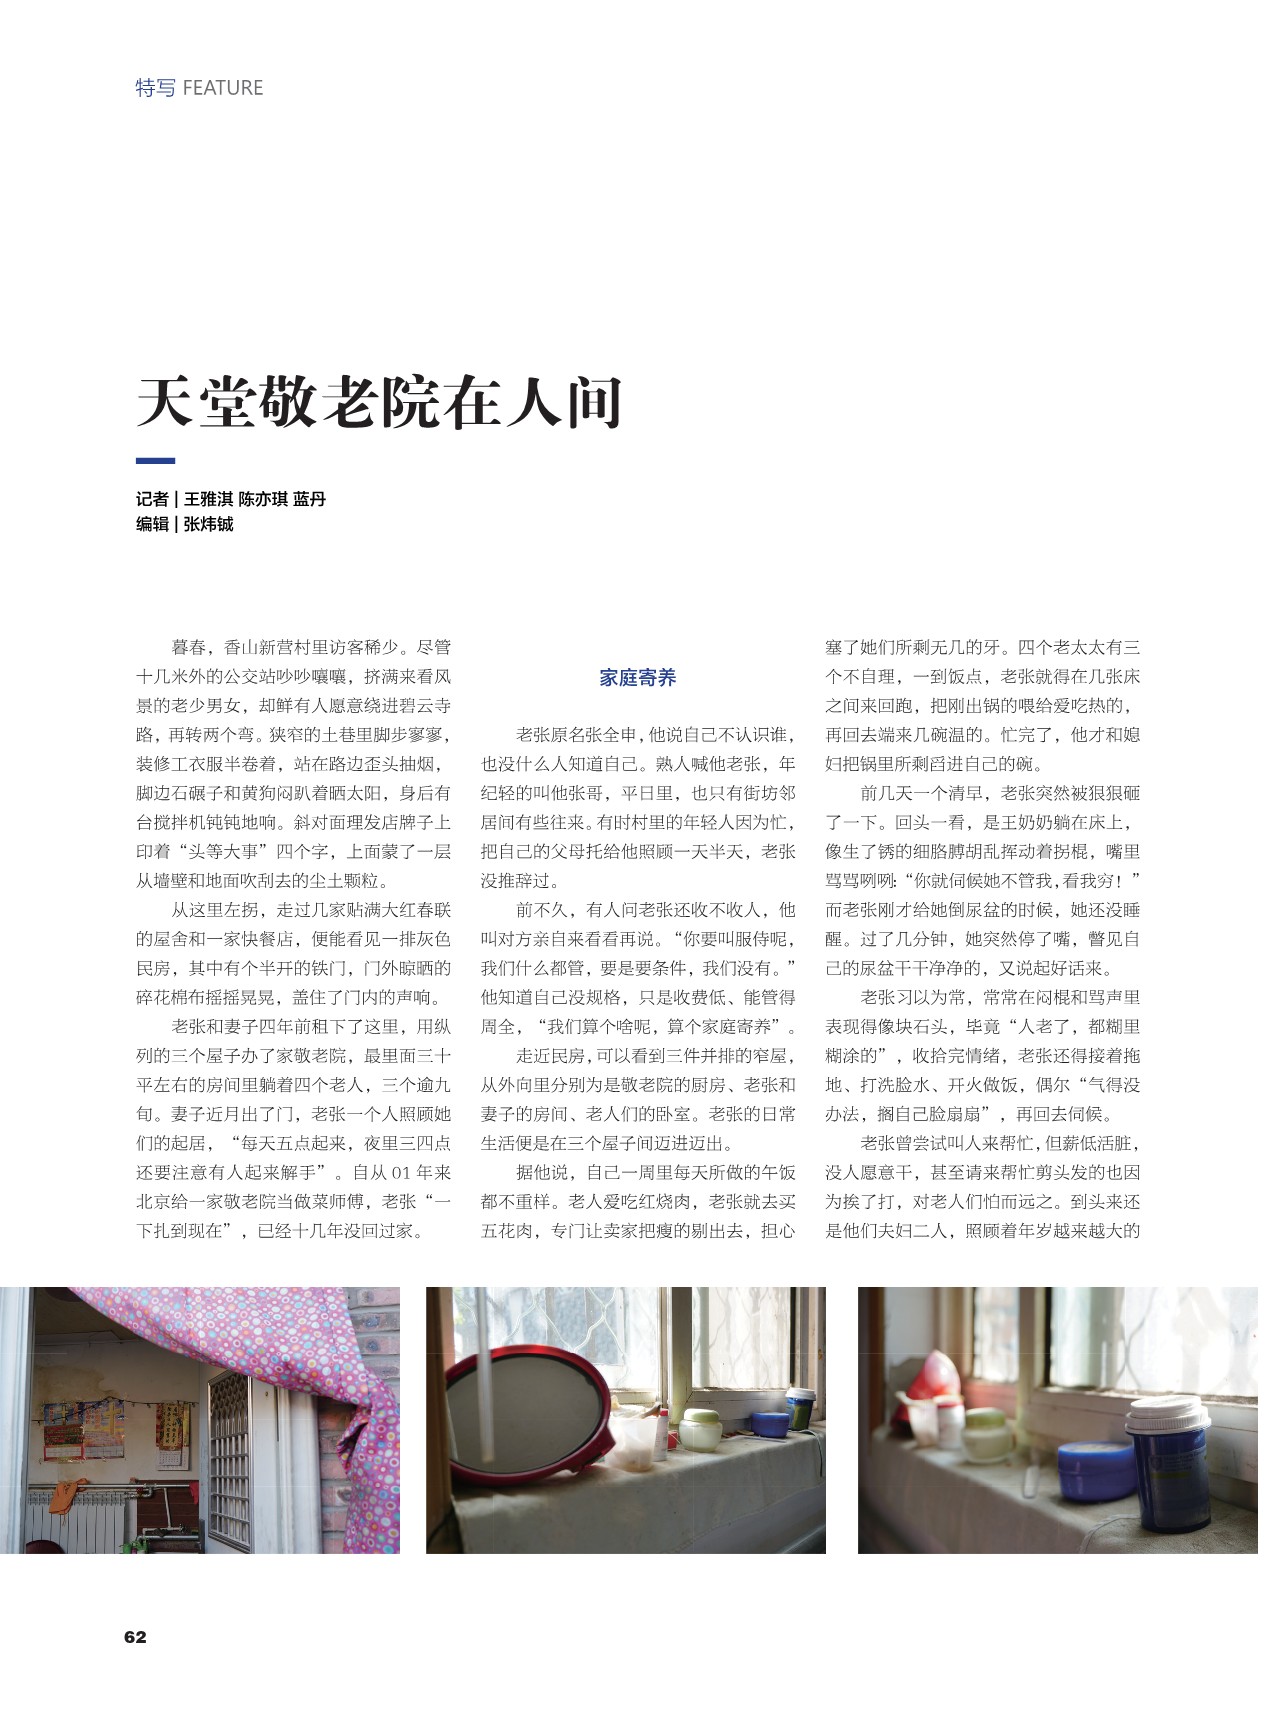 特写 FEATURE
天堂敬老院在人间
记者 | 王雅淇 陈亦琪 蓝丹
编辑 | 张炜铖
暮春，香山新营村里访客稀少。尽管
十几米外的公交站吵吵嚷嚷，挤满来看风
景的老少男女，却鲜有人愿意绕进碧云寺
路，再转两个弯。狭窄的土巷里脚步寥寥，
装修工衣服半卷着，站在路边歪头抽烟，
脚边石碾子和黄狗闷趴着晒太阳，身后有
台搅拌机钝钝地响。斜对面理发店牌子上
印着“头等大事”四个字，上面蒙了一层
从墙壁和地面吹刮去的尘土颗粒。
从这里左拐，走过几家贴满大红春联
的屋舍和一家快餐店，便能看见一排灰色
民房，其中有个半开的铁门，门外晾晒的
碎花棉布摇摇晃晃，盖住了门内的声响。
老张和妻子四年前租下了这里，用纵
列的三个屋子办了家敬老院，最里面三十
平左右的房间里躺着四个老人，三个逾九
旬。妻子近月出了门，老张一个人照顾她
们的起居，“每天五点起来，夜里三四点
还要注意有人起来解手”。自从 01 年来
北京给一家敬老院当做菜师傅，老张“一
下扎到现在”，已经十几年没回过家。
家庭寄养
老张原名张全申，他说自己不认识谁，
也没什么人知道自己。熟人喊他老张，年
纪轻的叫他张哥，平日里，也只有街坊邻
居间有些往来。有时村里的年轻人因为忙，
把自己的父母托给他照顾一天半天，老张
没推辞过。
前不久，有人问老张还收不收人，他
叫对方亲自来看看再说。“你要叫服侍呢，
我们什么都管，要是要条件，我们没有。”
他知道自己没规格，只是收费低、能管得
周全，“我们算个啥呢，算个家庭寄养”。
走近民房，可以看到三件并排的窄屋，
从外向里分别为是敬老院的厨房、老张和
妻子的房间、老人们的卧室。老张的日常
生活便是在三个屋子间迈进迈出。
据他说，自己一周里每天所做的午饭
都不重样。老人爱吃红烧肉，老张就去买
五花肉，专门让卖家把瘦的剔出去，担心
塞了她们所剩无几的牙。四个老太太有三
个不自理，一到饭点，老张就得在几张床
之间来回跑，把刚出锅的喂给爱吃热的，
再回去端来几碗温的。忙完了，他才和媳
妇把锅里所剩舀进自己的碗。
前几天一个清早，老张突然被狠狠砸
了一下。回头一看，是王奶奶躺在床上，
像生了锈的细胳膊胡乱挥动着拐棍，嘴里
骂骂咧咧：“你就伺候她不管我，看我穷！”
而老张刚才给她倒尿盆的时候，她还没睡
醒。过了几分钟，她突然停了嘴，瞥见自
己的尿盆干干净净的，又说起好话来。
老张习以为常，常常在闷棍和骂声里
表现得像块石头，毕竟“人老了，都糊里
糊涂的”，收拾完情绪，老张还得接着拖
地、打洗脸水、开火做饭，偶尔“气得没
办法，搁自己脸扇扇”，再回去伺候。
老张曾尝试叫人来帮忙，但薪低活脏，
没人愿意干，甚至请来帮忙剪头发的也因
为挨了打，对老人们怕而远之。到头来还
是他们夫妇二人，照顾着年岁越来越大的
62